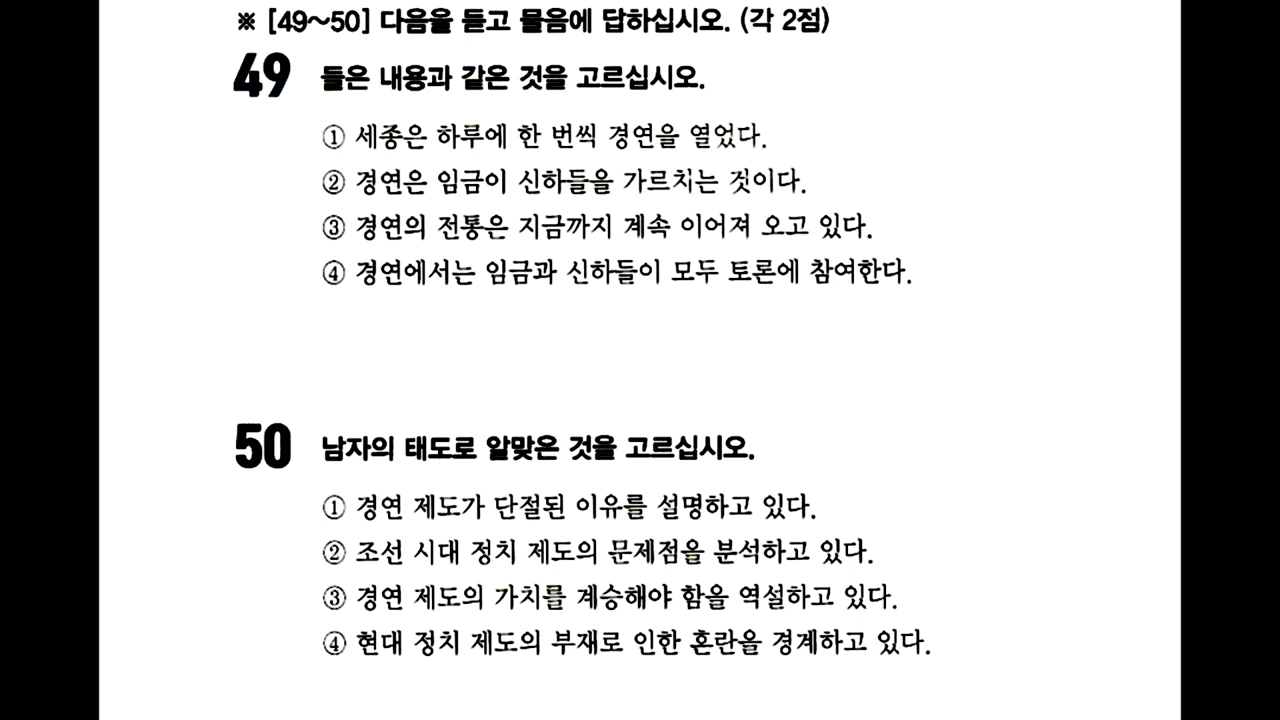 ※ [49~50] 다음을 듣고 물음에 답하십시오. (각 2점)
49 들은 내용과 같은 것을 고르십시오.
① 세종은 하루에 한 번씩 경연을 열었다.
② 경연은 임금이 신하들을 가르치는 것이다.
③ 경연의 전통은 지금까지 계속 이어져 오고 있다.
④ 경연에서는 임금과 신하들이 모두 토론에 참여한다.
50 남자의 태도로 알맞은 것을 고르십시오.
① 경연 제도가 단절된 이유를 설명하고 있다.
② 조선 시대 정치 제도의 문제점을 분석하고 있다.
③ 경연 제도의 가치를 계승해야 함을 역설하고 있다.
④ 현대 정치 제도의 부재로 인한 혼란을 경계하고 있다.